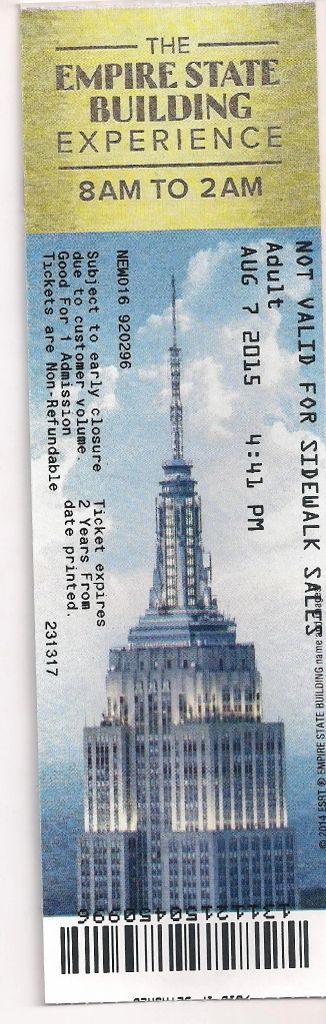 THE
EMPIRE STATE
BUILDING
EXPERIENCE
8AM TO 2AM
NOT VALID FOR SIDEWALK SALES
Adult
AUG 7 2015 4:41 PM
NEW016 920296
Subject to early closure
due to customer volume.
Good For 1 Admission
Tickets are Non-Refundable
Ticket expires
2 Years From
date printed.
231317
© 2014 ESBT ® EMPIRE STATE BUILDING name and